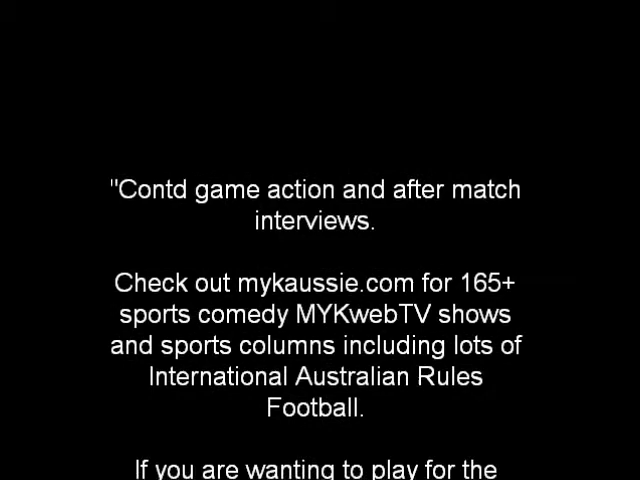 "Contd game action and after match
interviews.
Check out mykaussie.com for 165+
sports comedy MYKwebTV shows
and sports columns including lots of
International Australian Rules
Football.
If you are wanting to play for the